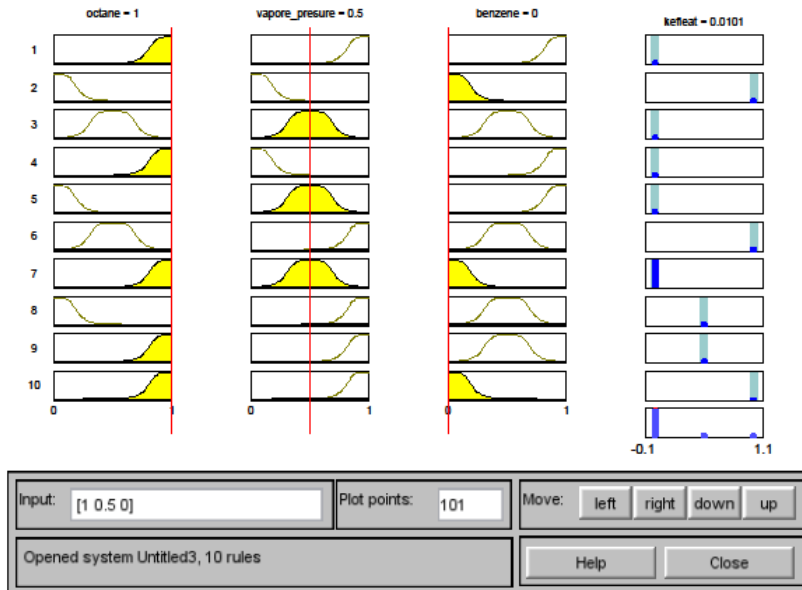 octane = 1 vapore_presure = 0.5 benzene = 0 kefleat = 0.0101
1
2
3
4
5
6
7
8
9
10
0 1 0 1 0 1
-0.1 1.1
Input: [1 0.5 0] Plot points: 101 Move: left right down up
Opened system Untitled3, 10 rules Help Close